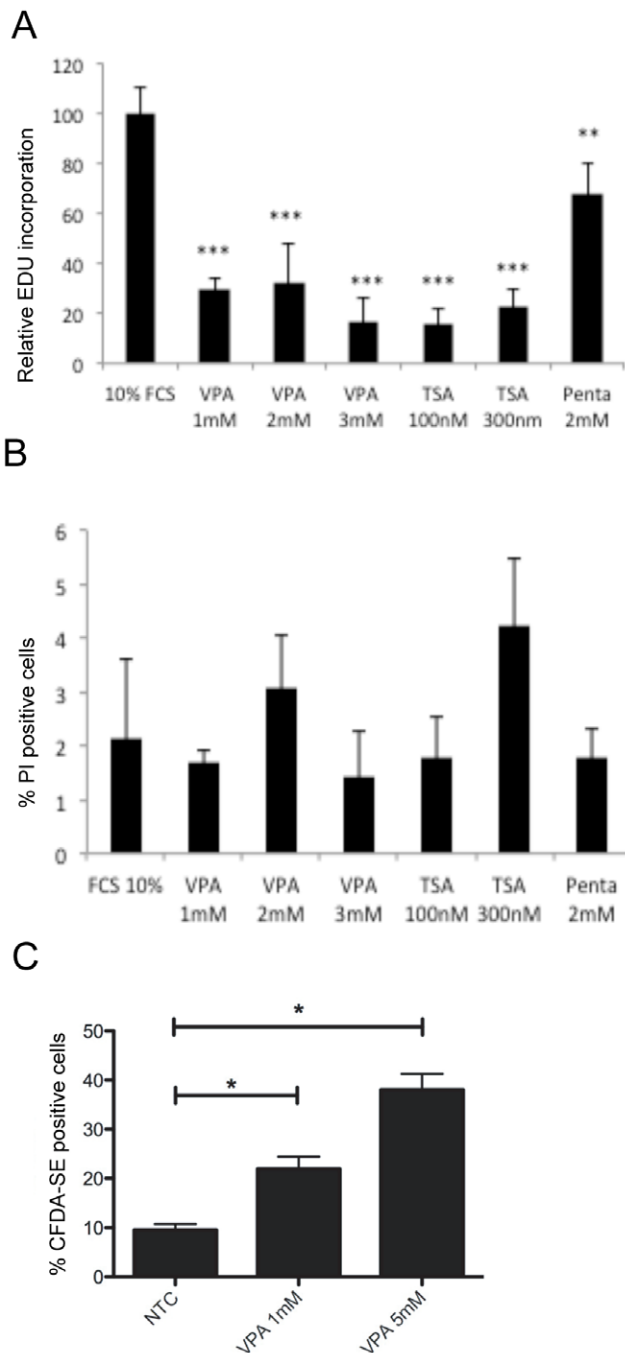 A
Relative EDU incorporation
120
100
80
60
40
20
0
***
***
***
***
***
**
10% FCS VPA VPA VPA TSA TSA Penta
1mM 2mM 3mM 100nM 300nm 2mM
B
% PI positive cells
6
5
4
3
2
1
0
FCS 10% VPA VPA VPA TSA TSA Penta
1mM 2mM 3mM 100nM 300nM 2mM
C
% CFDA-SE positive cells
50
40
30
20
10
0
*
*
NTC
VPA 1mM
VPA 5mM